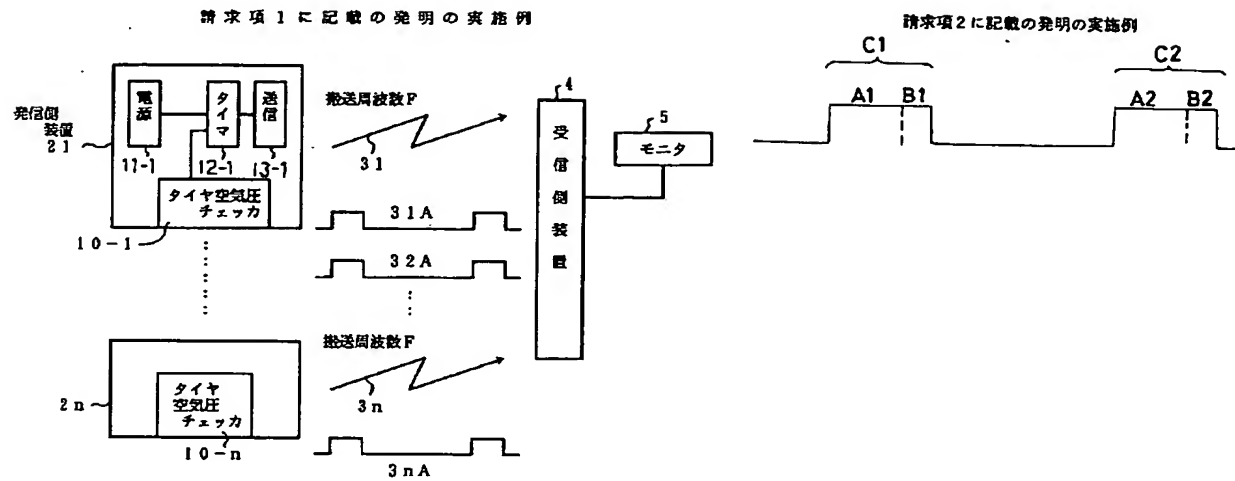 請求項1に記載の発明の実施例
発信側
装置
21
電源
タイマ
送信
11-1
12-1
13-1
タイヤ空気圧
チェッカ
10-1
搬送周波数F
31
31A
32A
搬送周波数F
3n
3nA
2n
タイヤ
空気圧
チェッカ
10-n
4
受信側装置
5
モニタ
請求項2に記載の発明の実施例
C1
A1
B1
C2
A2
B2